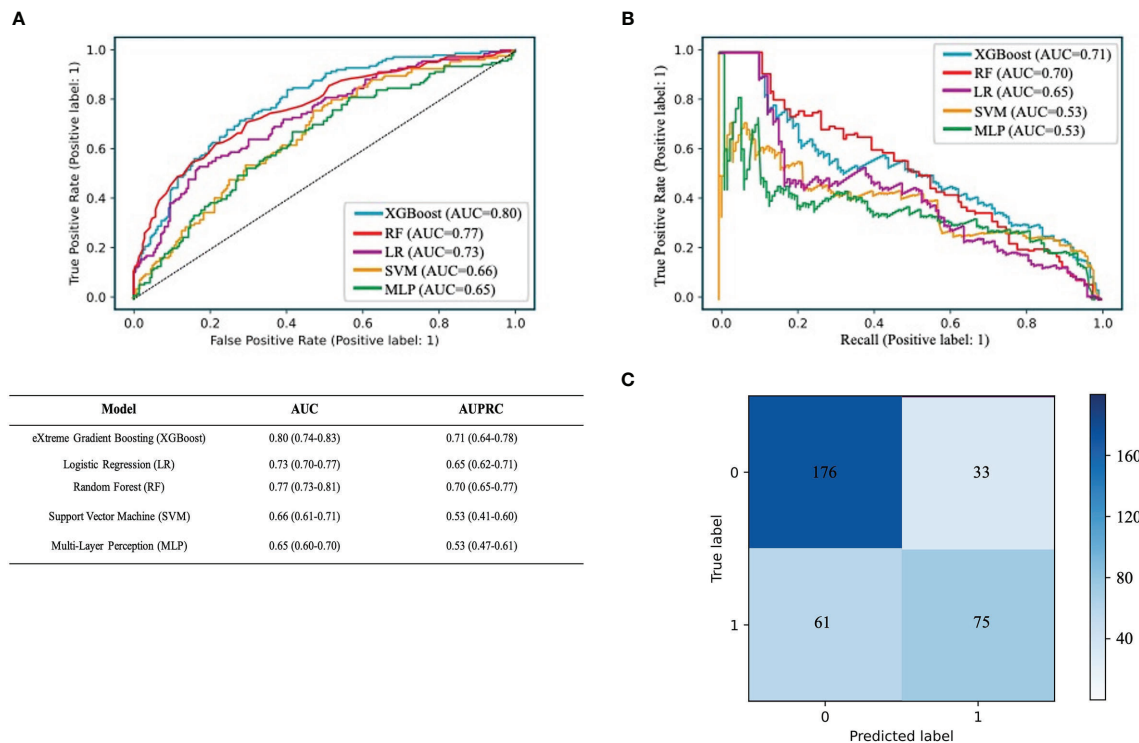 A
1.0
0.8
0.6
0.4
0.2
0.0
True Positive Rate (Positive label: 1)
XGBoost (AUC=0.80)
RF (AUC=0.77)
LR (AUC=0.73)
SVM (AUC=0.66)
MLP (AUC=0.65)
0.0 0.2 0.4 0.6 0.8 1.0
False Positive Rate (Positive label: 1)
B
1.0
0.8
0.6
0.4
0.2
0.0
True Positive Rate (Positive label: 1)
XGBoost (AUC=0.71)
RF (AUC=0.70)
LR (AUC=0.65)
SVM (AUC=0.53)
MLP (AUC=0.53)
0.0 0.2 0.4 0.6 0.8 1.0
Recall (Positive label: 1)
Model AUC AUPRC
eXtreme Gradient Boosting (XGBoost) 0.80 (0.74-0.83) 0.71 (0.64-0.78)
Logistic Regression (LR) 0.73 (0.70-0.77) 0.65 (0.62-0.71)
Random Forest (RF) 0.77 (0.73-0.81) 0.70 (0.65-0.77)
Support Vector Machine (SVM) 0.66 (0.61-0.71) 0.53 (0.41-0.60)
Multi-Layer Perception (MLP) 0.65 (0.60-0.70) 0.53 (0.47-0.61)
C
True label
0
176 33
1
61 75
0 1
Predicted label
160
120
80
40